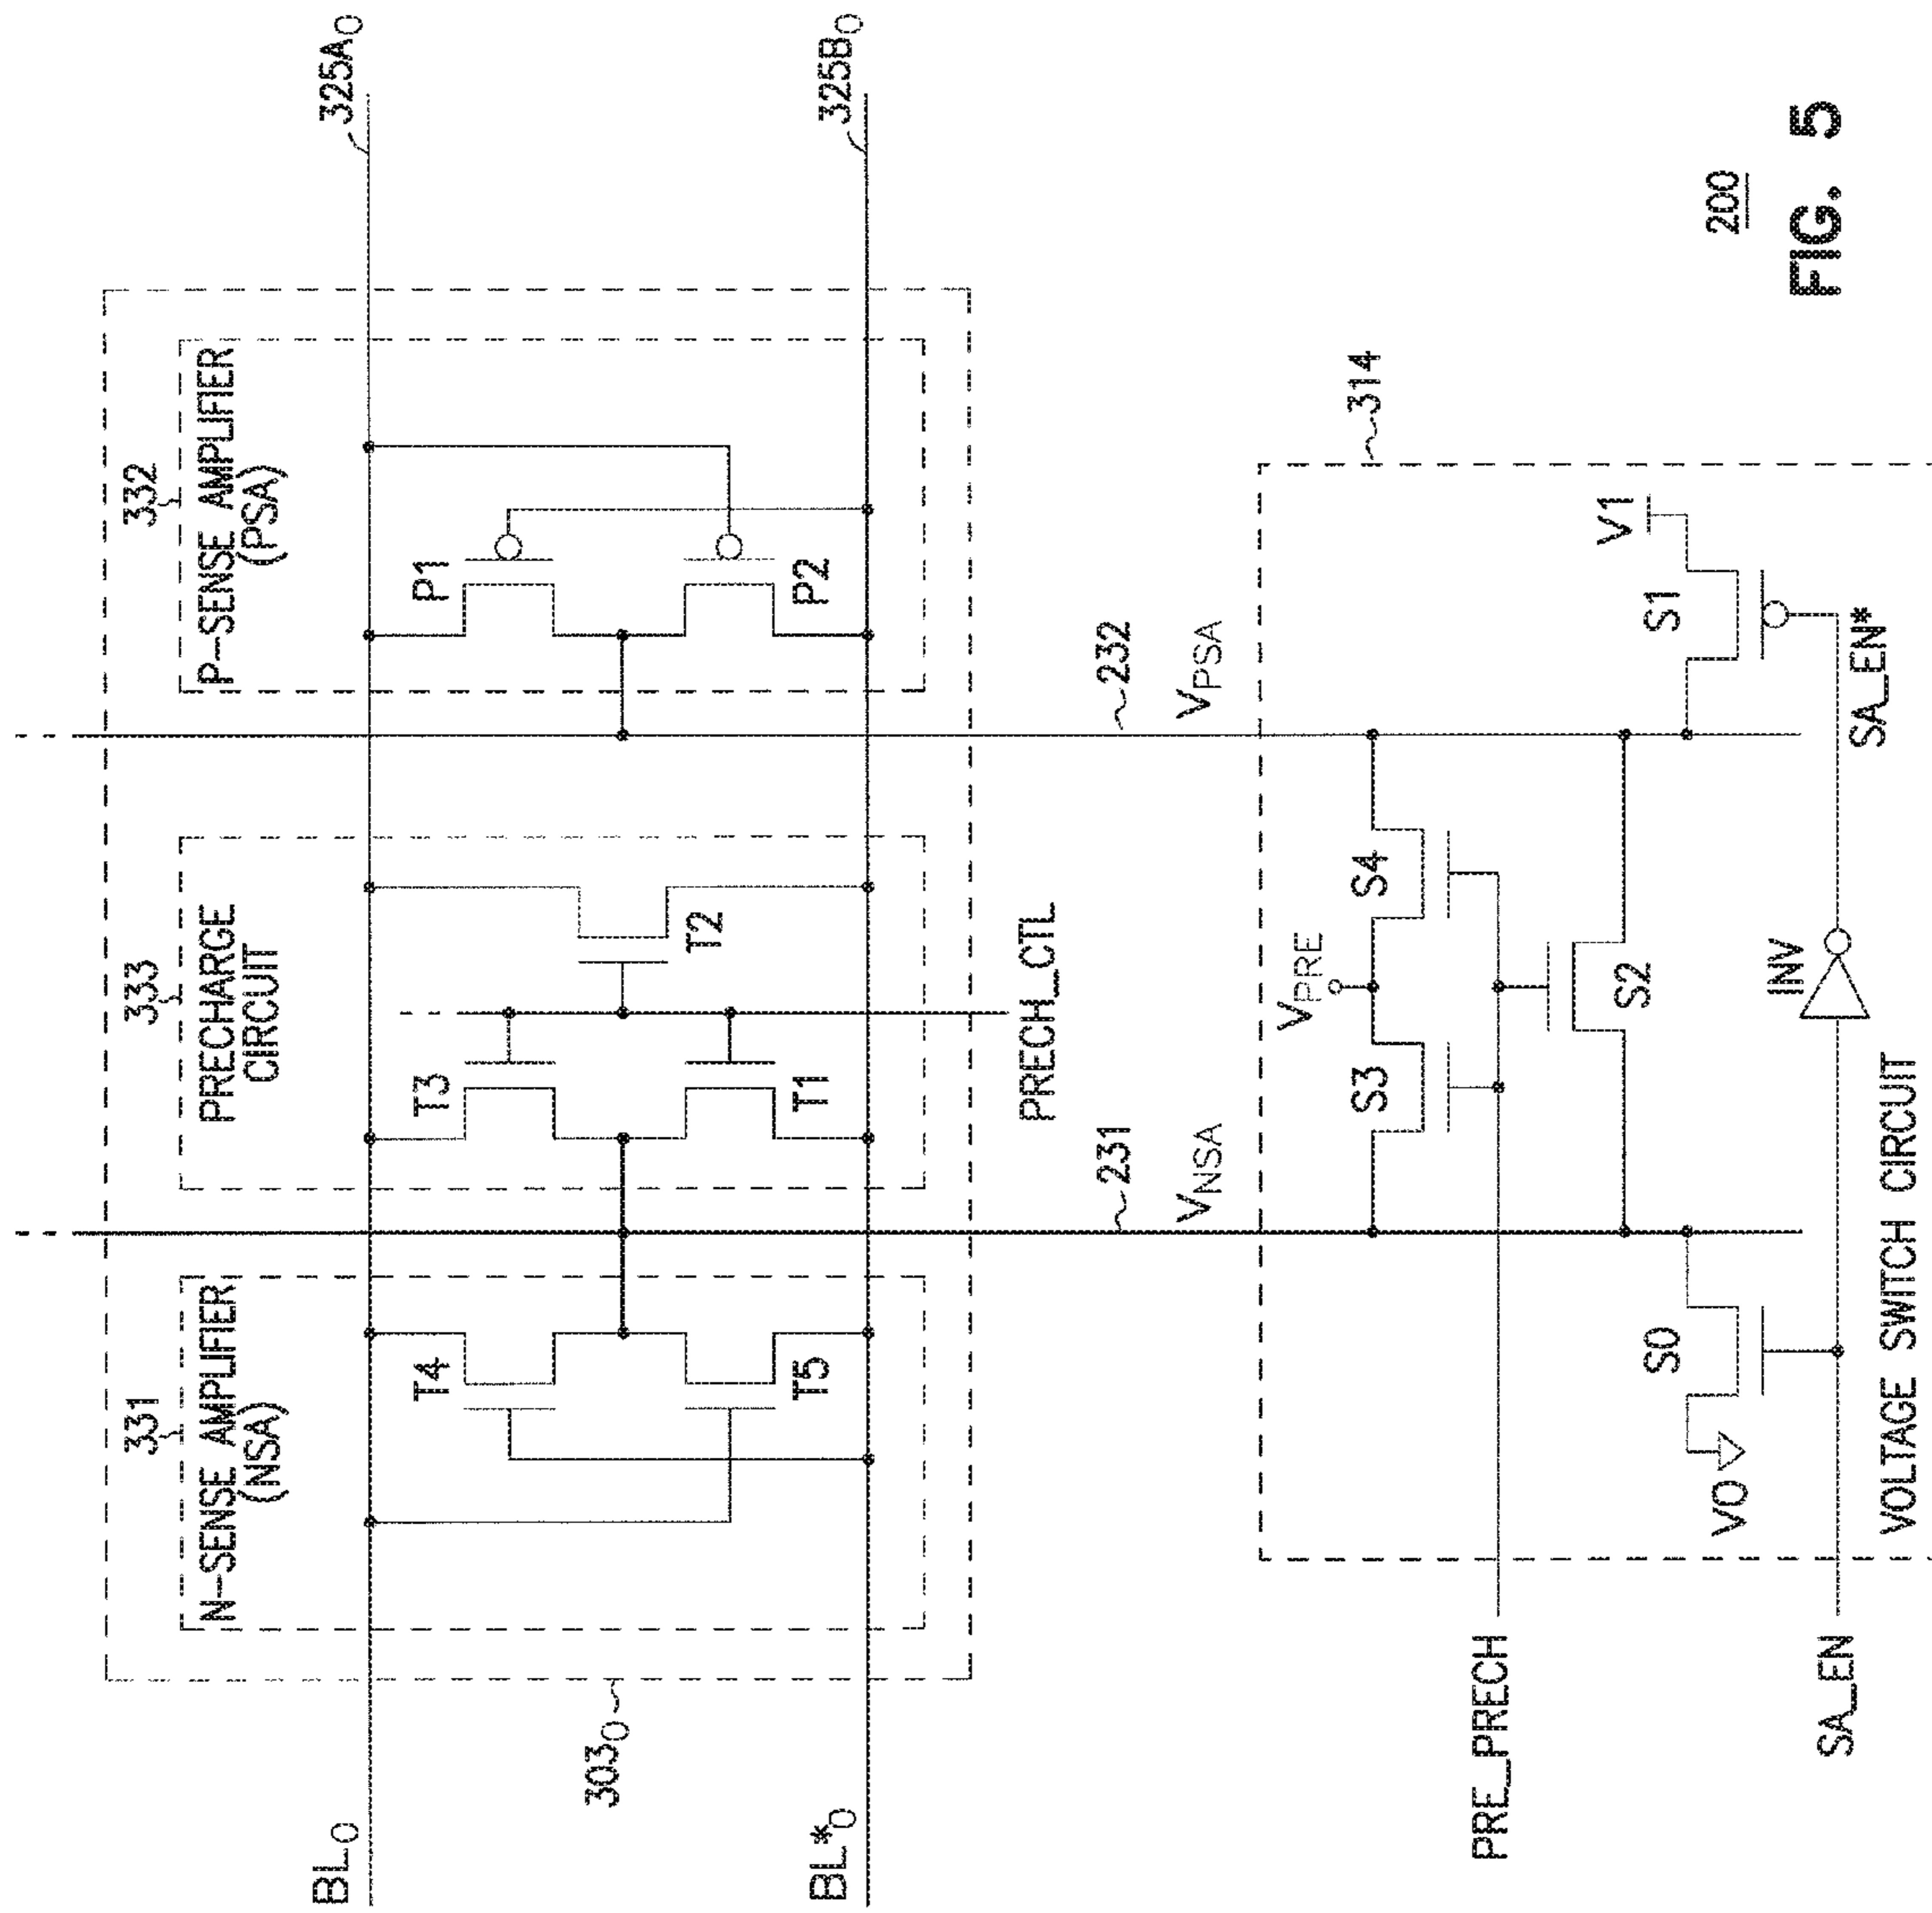 BL0
BL*0
3030
331
N-SENSE AMPLIFIER
(NSA)
T4
T5
333
PRECHARGE
CIRCUIT
T3
T1
T2
PRECH_CTL
332
P-SENSE AMPLIFIER
(PSA)
P1
P2
325A0
325B0
231
VNSA
232
VPSA
314
PRE_PRECH
SA_EN
V0
S0
S3
VPRE
S4
S2
INV
S1
V1
SA_EN*
VOLTAGE SWITCH CIRCUIT
200
FIG. 5